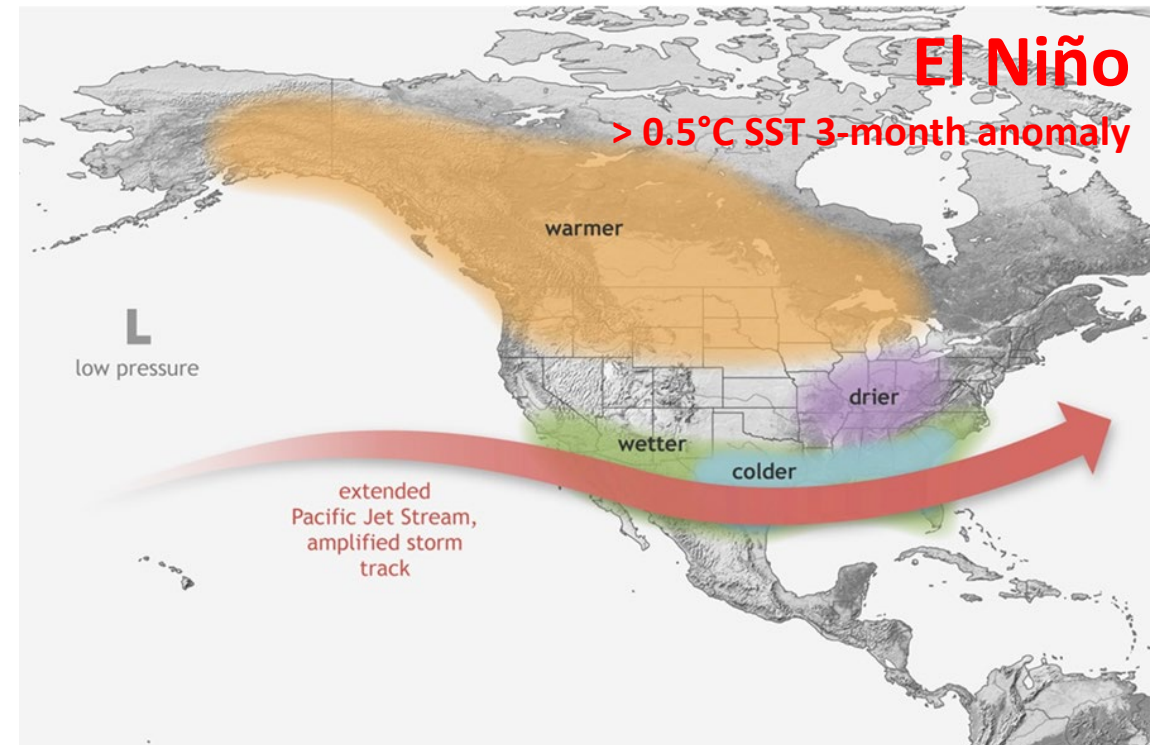 El Niño
> 0.5°C SST 3-month anomaly
warmer
L
low pressure
drier
wetter
colder
extended
Pacific Jet Stream,
amplified storm
track